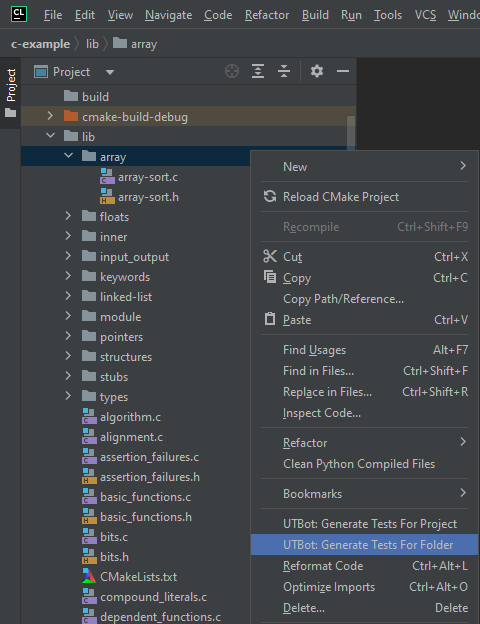 CL File Edit View Navigate Code Refactor Build Run Tools VCS Windo
c-example lib array
Project
Project
build
cmake-build-debug
lib
array
array-sort.c
array-sort.h
floats
inner
input_output
keywords
linked-list
module
pointers
structures
stubs
types
algorithm.c
alignment.c
assertion_failures.c
assertion_failures.h
basic_functions.c
basic_functions.h
bits.c
bits.h
CMakeLists.txt
compound_literals.c
dependent_functions.c
New
Reload CMake Project
Recompile Ctrl+Shift+F9
Cut Ctrl+X
Copy Ctrl+C
Copy Path/Reference...
Paste Ctrl+V
Find Usages Alt+F7
Find in Files... Ctrl+Shift+F
Replace in Files... Ctrl+Shift+R
Inspect Code...
Refactor
Clean Python Compiled Files
Bookmarks
UTBot: Generate Tests For Project
UTBot: Generate Tests For Folder
Reformat Code Ctrl+Alt+L
Optimize Imports Ctrl+Alt+O
Delete... Delete